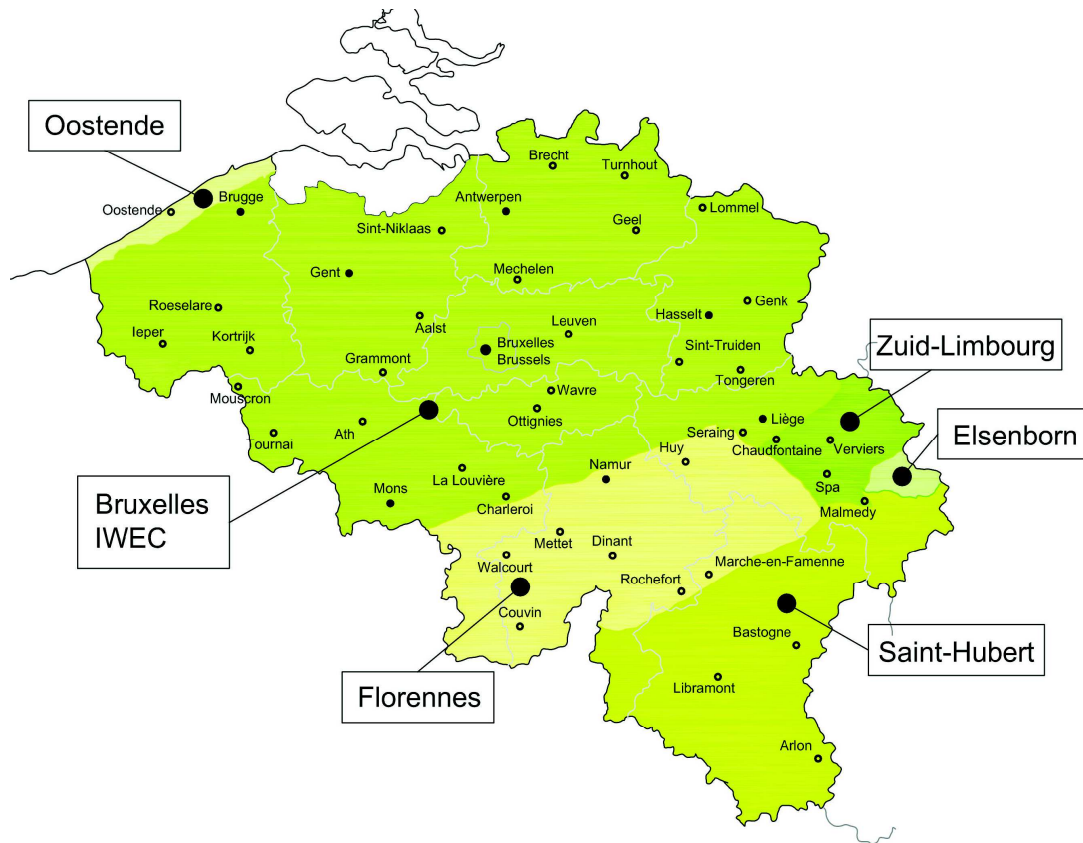 Oostende
Brecht
Turnhout
Oostende
Brugge
Antwerpen
Lommel
Sint-Niklaas
Geel
Gent
Mechelen
Roeselare
Genk
Hasselt
Aalst
Leuven
Ieper
Kortrijk
Bruxelles
Brussels
Sint-Truiden
Zuid-Limbourg
Grammont
Tongeren
Mouscron
Wavre
Ottignies
Ath
Liège
Tournai
Seraing
Chaudfontaine
Verviers
Elsenborn
Huy
La Louvière
Namur
Spa
Mons
Charleroi
Malmedy
Bruxelles
IWEC
Mettet
Dinant
Walcourt
Marche-en-Famenne
Rochefort
Couvin
Bastogne
Saint-Hubert
Florennes
Libramont
Arlon